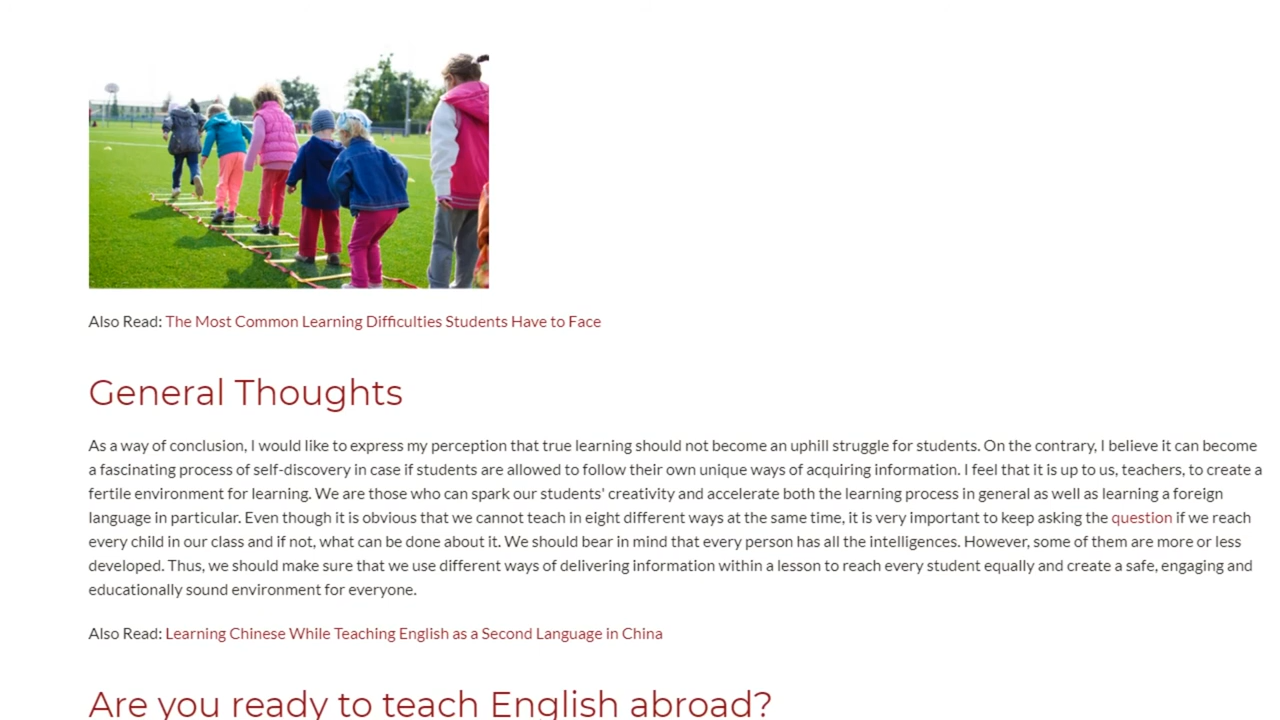 Also Read: The Most Common Learning Difficulties Students Have to Face
General Thoughts
As a way of conclusion, I would like to express my perception that true learning should not become an uphill struggle for students. On the contrary, I believe it can become
a fascinating process of self-discovery in case if students are allowed to follow their own unique ways of acquiring information. I feel that it is up to us, teachers, to create a
fertile environment for learning. We are those who can spark our students' creativity and accelerate both the learning process in general as well as learning a foreign
language in particular. Even though it is obvious that we cannot teach in eight different ways at the same time, it is very important to keep asking the question if we reach
every child in our class and if not, what can be done about it. We should bear in mind that every person has all the intelligences. However, some of them are more or less
developed. Thus, we should make sure that we use different ways of delivering information within a lesson to reach every student equally and create a safe, engaging and
educationally sound environment for everyone.
Also Read: Learning Chinese While Teaching English as a Second Language in China
Are you ready to teach English abroad?